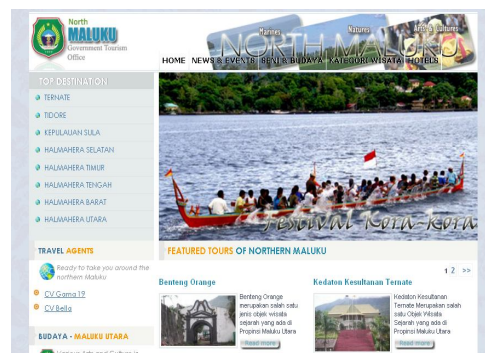 North
MALUKU
Government Tourism
Office
Marines
Natures
Arts & Cultures
NORTH MALUKU
HOME NEWS & EVENTS SENI & BUDAYA KATEGORI WISATA HOTELS
TOP DESTINATION
TERNATE
TIDORE
KEPULAUAN SULA
HALMAHERA SELATAN
HALMAHERA TIMUR
HALMAHERA TENGAH
HALMAHERA BARAT
HALMAHERA UTARA
Festival Kora-kora
TRAVEL AGENTS
Ready to take you around the
northern Maluku
CV Gama 19
CV Bella
BUDAYA - MALUKU UTARA
Various Arts and Culture in
FEATURED TOURS OF NORTHERN MALUKU
1 2 >>
Benteng Orange
Benteng Orange
merupakan salah satu
jenis objek wisata
sejarah yang ada di
Propinsi Maluku Utara
Read more
Kedaton Kesultanan Ternate
Kedaton Kesultanan
Ternate Merupakan salah
satu Objek Wisata
Sejarah yang ada di
Propinsi Maluku Utara
Read more